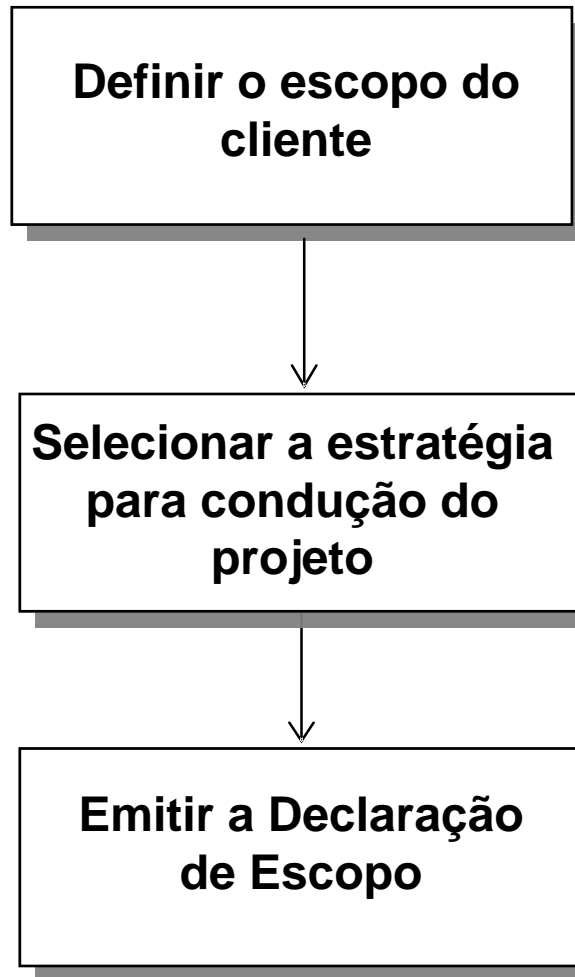 Definir o escopo do
cliente
Selecionar a estratégia
para condução do
projeto
Emitir a Declaração
de Escopo